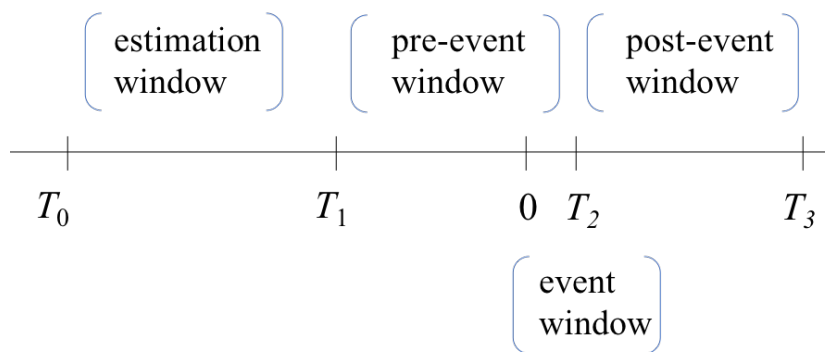 estimation window
pre-event window
post-event window
T0 T1 0 T2 T3
event window